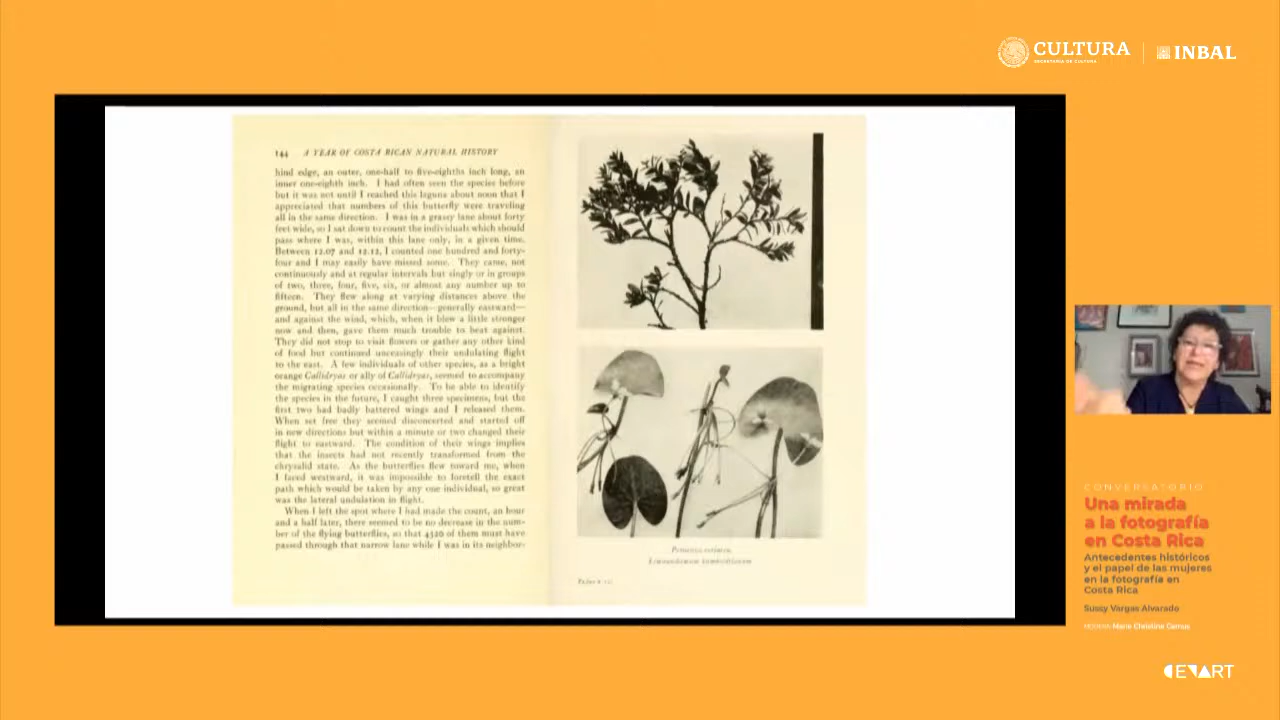 CULTURA
SECRETARÍA DE CULTURA
INBAL
144 A YEAR OF COSTA RICAN NATURAL HISTORY
hind edge, an outer, one-half to five-eighths inch long, an
inner one-eighth inch. I had often seen the species before
but it was not until I reached this laguna about noon that I
appreciated that numbers of this butterfly were traveling
all in the same direction. I was in a grassy lane about forty
feet wide, so I sat down to count the individuals which should
pass where I was, within this lane only, in a given time.
Between 12.07 and 12.12, I counted one hundred and forty-
four and I may easily have missed some. They came, not
continuously and at regular intervals but singly or in groups
of two, three, four, five, six, or almost any number up to
fifteen. They flew along at varying distances above the
ground, but all in the same direction—generally eastward—
and against the wind, which, when it blew a little stronger
now and then, gave them much trouble to beat against.
They did not stop to visit flowers or gather any other kind
of food but continued unceasingly their undulating flight
to the east. A few individuals of other species, as a bright
orange Callidryas or ally of Callidryas, seemed to accompany
the migrating species occasionally. To be able to identify
the species in the future, I caught three specimens, but the
first two had badly battered wings and I released them.
When set free they seemed disconcerted and started off
in new directions but within a minute or two changed their
flight to eastward. The condition of their wings implies
that the insects had not recently transformed from the
chrysalid state. As the butterflies flew toward me, when
I faced westward, it was impossible to foretell the exact
path which would be taken by any one individual, so great
was the lateral undulation in flight.
When I left the spot where I had made the count, an hour
and a half later, there seemed to be no decrease in the num-
ber of the flying butterflies, so that 4320 of them must have
passed through that narrow lane while I was in its neighbor-
CONVERSATORIO
Una mirada
a la fotografía
en Costa Rica
Antecedentes históricos
y el papel de las mujeres
en la fotografía en
Costa Rica
Sussy Vargas Alvarado
Marie Christine Camus
CENART